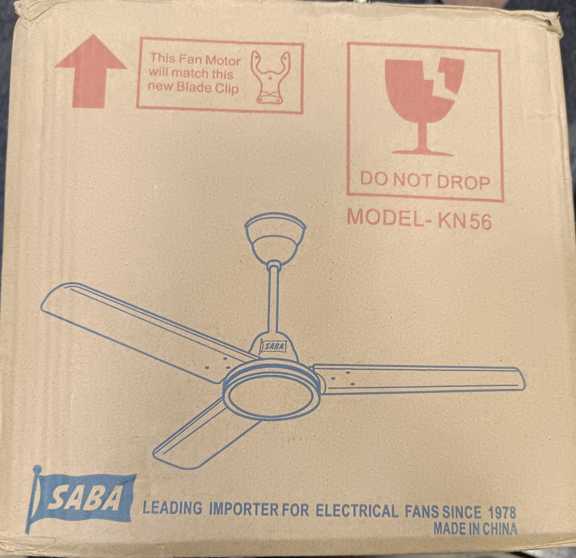 This Fan Motor
will match this
new Blade Clip
DO NOT DROP
MODEL- KN56
SABA
SABA
LEADING IMPORTER FOR ELECTRICAL FANS SINCE 1978
MADE IN CHINA